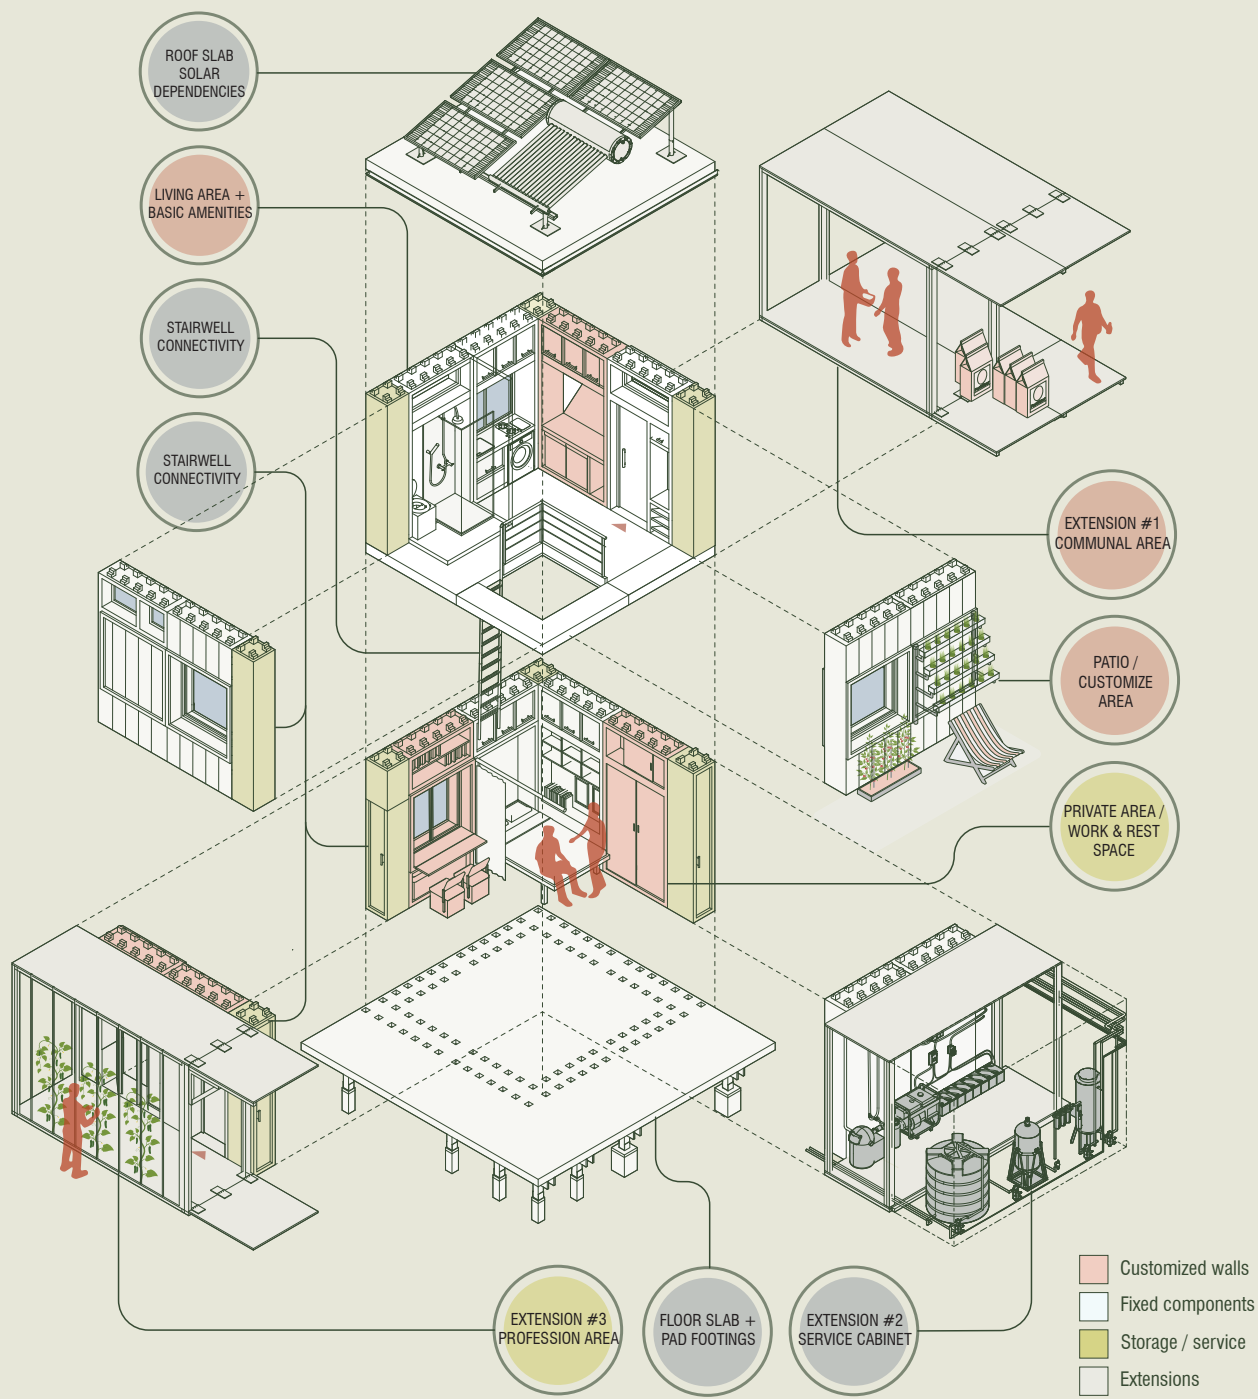 ROOF SLAB
SOLAR
DEPENDENCIES
LIVING AREA +
BASIC AMENITIES
STAIRWELL
CONNECTIVITY
STAIRWELL
CONNECTIVITY
EXTENSION #1
COMMUNAL AREA
PATIO /
CUSTOMIZE
AREA
PRIVATE AREA /
WORK & REST
SPACE
EXTENSION #3
PROFESSION AREA
FLOOR SLAB +
PAD FOOTINGS
EXTENSION #2
SERVICE CABINET
Customized walls
Fixed components
Storage / service
Extensions